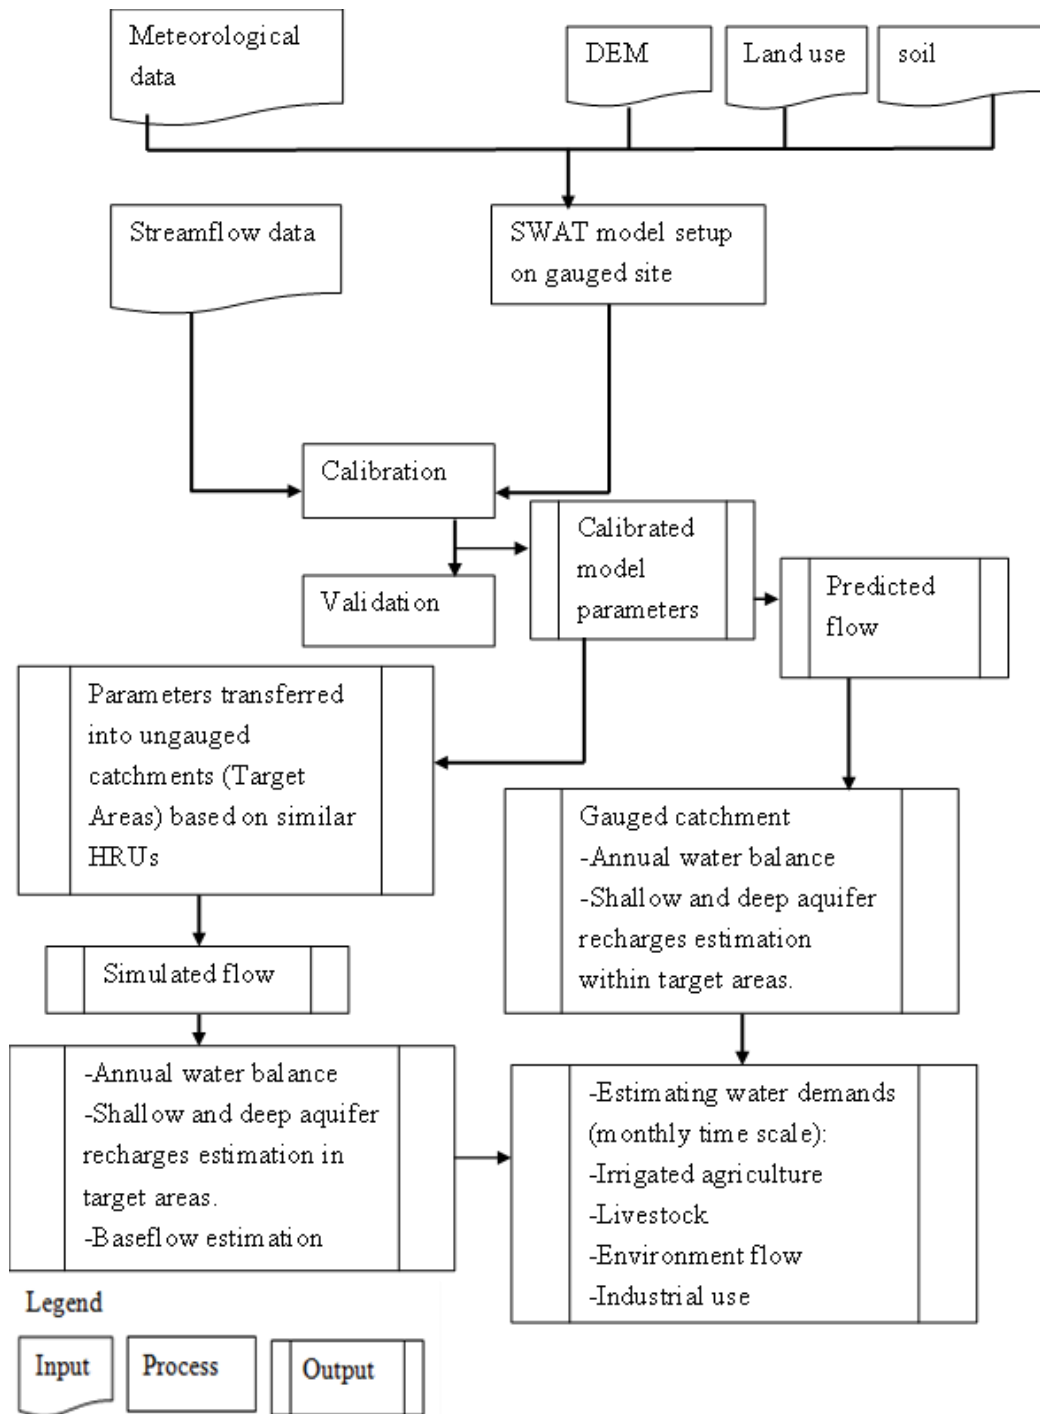 Meteorological
data
DEM
Land use
soil
Streamflow data
SWAT model setup
on gauged site
Calibration
Calibrated
model
parameters
Validation
Predicted
flow
Parameters transferred
into ungauged
catchments (Target
Areas) based on similar
HRUs
Gauged catchment
-Annual water balance
-Shallow and deep aquifer
recharges estimation
within target areas.
Simulated flow
-Annual water balance
-Shallow and deep aquifer
recharges estimation in
target areas.
-Baseflow estimation
-Estimating water demands
(monthly time scale):
-Irrigated agriculture
-Livestock
-Environment flow
-Industrial use
Legend
Input
Process
Output